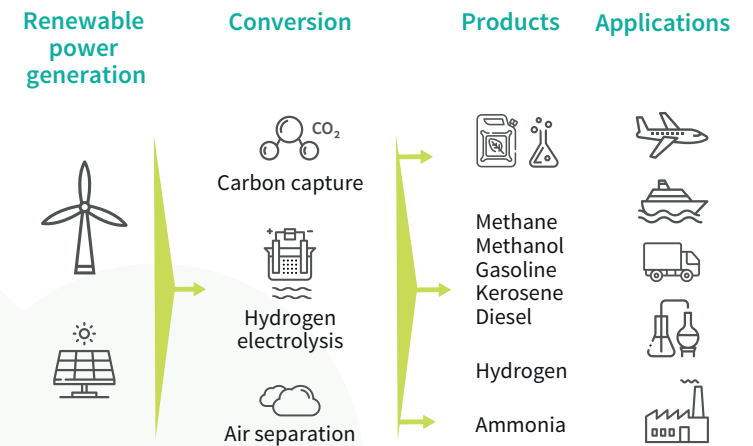 Renewable
power
generation
Conversion
Products
Applications
CO₂
Carbon capture
+ -
Hydrogen
electrolysis
Air separation
Methane
Methanol
Gasoline
Kerosene
Diesel
Hydrogen
Ammonia